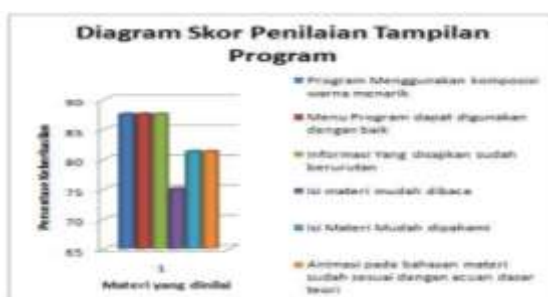 Diagram Skor Penilaian Tampilan
Program
90
85
80
75
70
65
Persentase Keberhasilan
1
Materi yang dinilai
Program Menggunakan komposisi
warna menarik
Menu Program dapat digunakan
dengan baik
Informasi Yang disajikan sudah
berurutan
Isi materi mudah dibaca
Isi Materi Mudah dipahami
Animasi pada bahasan materi
sudah sesuai dengan acuan dasar
teori